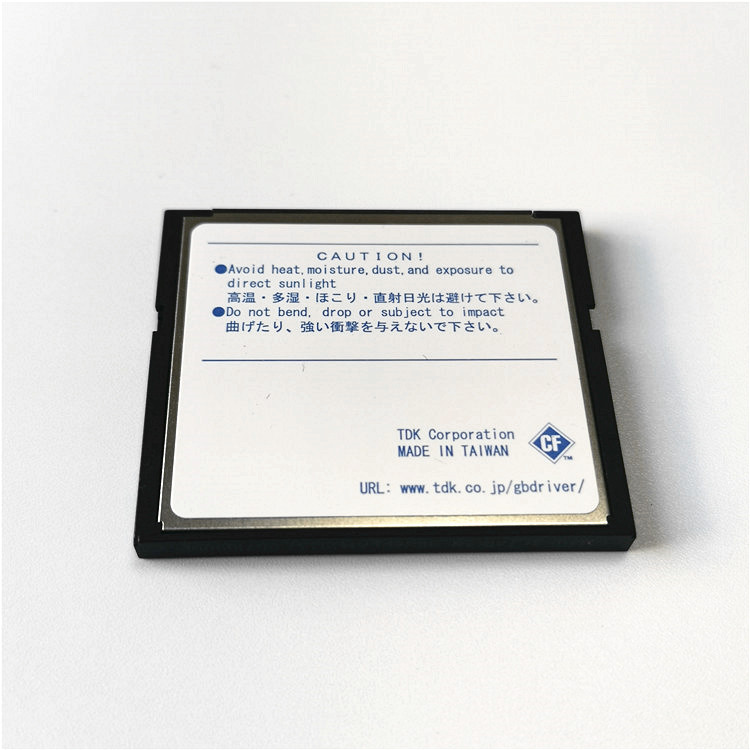 CAUTION!
●Avoid heat,moisture,dust,and exposure to
direct sunlight
高温・多湿・ほこり・直射日光は避けて下さい。
●Do not bend, drop or subject to impact
曲げたり、強い衝撃を与えないで下さい。
TDK Corporation
MADE IN TAIWAN
CF™
URL: www.tdk.co.jp/gbdriver/